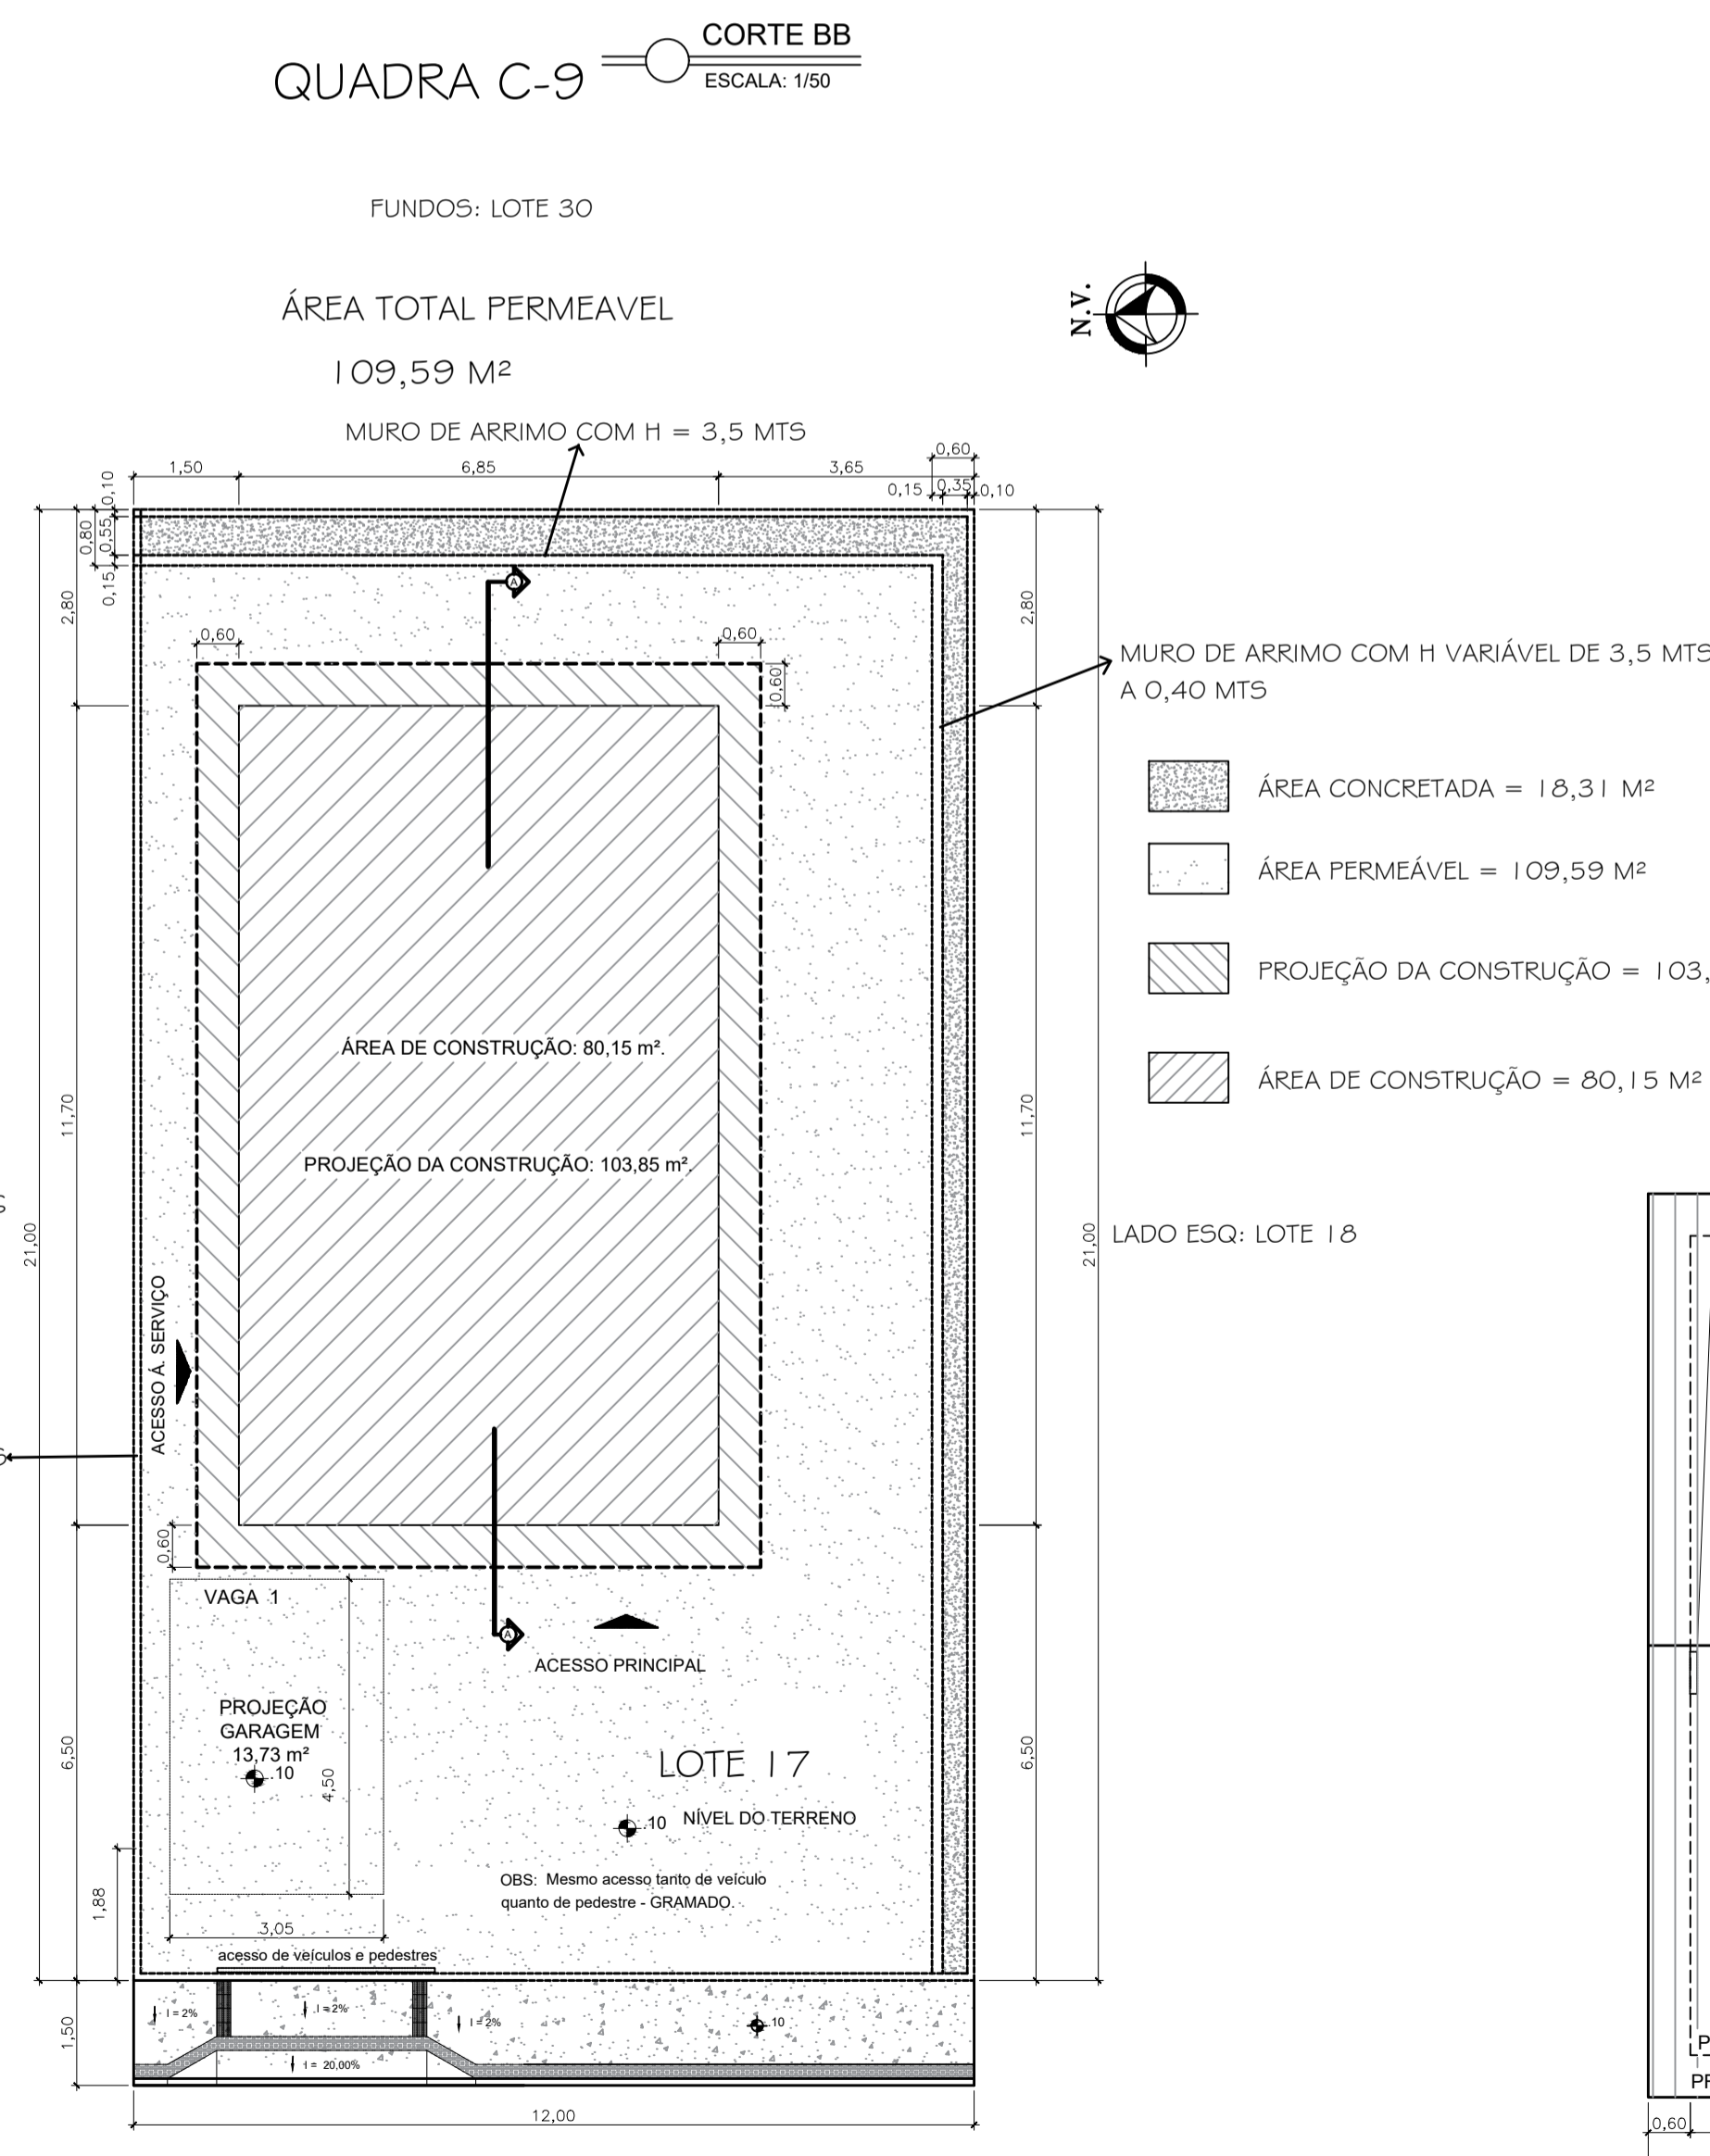 CORTE BB
QUADRA C-9
ESCALA: 1/50
FUNDOS: LOTE 30
ÁREA TOTAL PERMEAVEL
109,59 M²
N.V.
MURO DE ARRIMO COM H = 3,5 MTS
0,60
1,50
6,85
3,65
0,15
0,35
0,10
0,10
0,55
0,80
0,15
2,80
2,80
A
0,60
0,60
0,60
MURO DE ARRIMO COM H VARIÁVEL DE 3,5 MTS
A 0,40 MTS
ÁREA CONCRETADA = 18,31 M²
ÁREA PERMEÁVEL = 109,59 M²
PROJEÇÃO DA CONSTRUÇÃO = 103,
ÁREA DE CONSTRUÇÃO = 80,15 M²
ÁREA DE CONSTRUÇÃO: 80,15 m².
11,70
11,70
PROJEÇÃO DA CONSTRUÇÃO: 103,85 m².
21,00
21,00
LADO ESQ: LOTE 18
ACESSO Á. SERVIÇO
0,60
VAGA 1
A
ACESSO PRINCIPAL
PROJEÇÃO
GARAGEM
13,73 m²
.10
4,50
6,50
6,50
LOTE 17
.10 NÍVEL DO TERRENO
OBS: Mesmo acesso tanto de veículo
quanto de pedestre - GRAMADO.
1,88
3,05
acesso de veículos e pedestres
I = 2%
I = 2%
I = 2%
.10
1,50
I = 20,00%
12,00
0,60